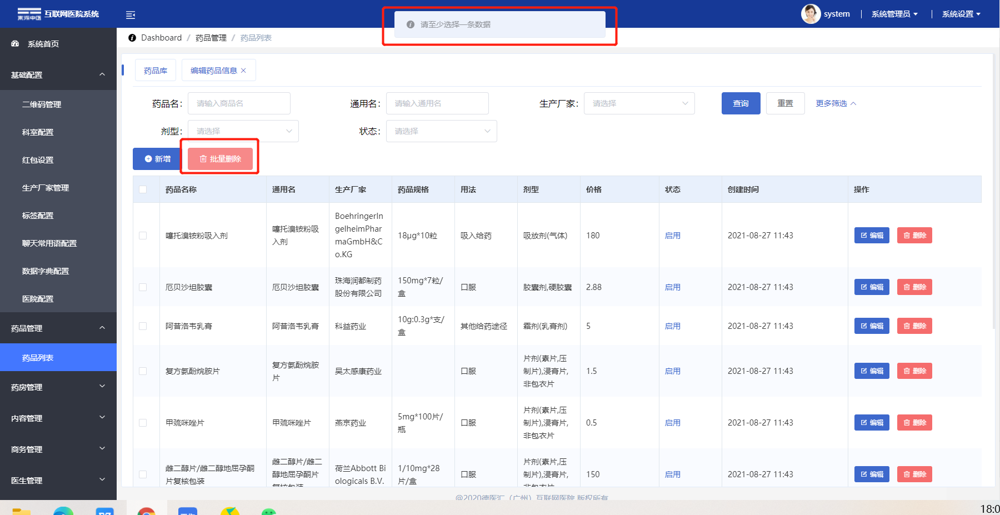 東海中医 互联网医院系统
请至少选择一条数据
system 系统管理员 系统设置
Dashboard / 药品管理 / 药品列表
系统首页
基础配置
二维码管理
科室配置
红包设置
生产厂家管理
标签配置
聊天常用语配置
数据字典配置
医院配置
药品管理
药品列表
药房管理
内容管理
商务管理
医生管理
药品库 编辑药品信息
药品名: 请输入商品名 通用名: 请输入通用名 生产厂家: 请选择 查询 重置 更多筛选
剂型: 请选择 状态: 请选择
新增 批量删除
药品名称 通用名 生产厂家 药品规格 用法 剂型 价格 状态 创建时间 操作
噻托溴铵粉吸入剂
噻托溴铵粉吸
入剂
BoehringerIn
gelheimPhar
maGmbH&C
o.KG
18μg*10粒 吸入给药 吸放剂(气体) 180 启用 2021-08-27 11:43 编辑 删除
厄贝沙坦胶囊 厄贝沙坦胶囊
珠海润都制药
股份有限公司
150mg*7粒/
盒
口服 胶囊剂,硬胶囊 2.88 启用 2021-08-27 11:43 编辑 删除
阿昔洛韦乳膏 阿昔洛韦乳膏 科益药业
10g:0.3g*支/
盒
其他给药途径 霜剂(乳膏剂) 5 启用 2021-08-27 11:43 编辑 删除
复方氨酚烷胺片
复方氨酚烷胺
片
吴太感康药业 口服
片剂(素片,压
制片),浸膏片,
非包衣片
1.5 启用 2021-08-27 11:43 编辑 删除
甲巯咪唑片 甲巯咪唑片 燕京药业
5mg*100片/
瓶
口服
片剂(素片,压
制片),浸膏片,
非包衣片
0.5 启用 2021-08-27 11:43 编辑 删除
雌二醇片/雌二醇地屈孕酮
片复核包装
雌二醇片/雌二
醇地屈孕酮片
复核包装
荷兰Abbott Bi
ologicals B.V.
1/10mg*28
片/盒
口服
片剂(素片,压
制片),浸膏片,
非包衣片
150 启用 2021-08-27 11:43 编辑 删除
@2020德医汇（广州）互联网医院 版权所有
18:0